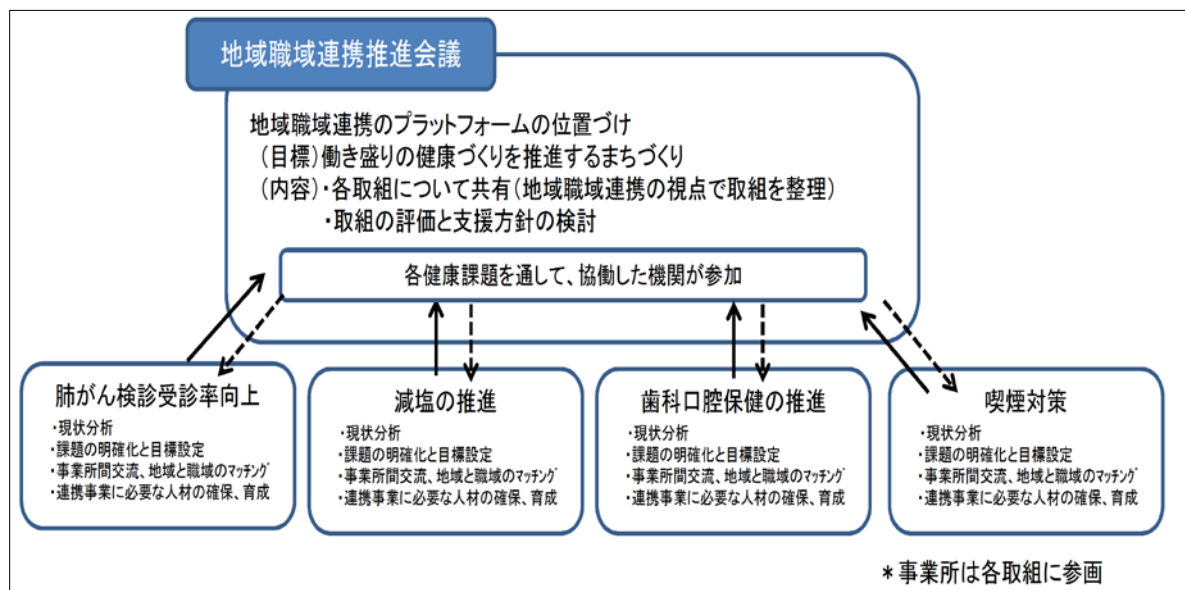 地域職域連携推進会議
地域職域連携のプラットフォームの位置づけ
（目標）働き盛りの健康づくりを推進するまちづくり
（内容）・各取組について共有（地域職域連携の視点で取組を整理）
・取組の評価と支援方針の検討
各健康課題を通して、協働した機関が参加
肺がん検診受診率向上
・現状分析
・課題の明確化と目標設定
・事業所間交流、地域と職域のマッチング
・連携事業に必要な人材の確保、育成
減塩の推進
・現状分析
・課題の明確化と目標設定
・事業所間交流、地域と職域のマッチング
・連携事業に必要な人材の確保、育成
歯科口腔保健の推進
・現状分析
・課題の明確化と目標設定
・事業所間交流、地域と職域のマッチング
・連携事業に必要な人材の確保、育成
喫煙対策
・現状分析
・課題の明確化と目標設定
・事業所間交流、地域と職域のマッチング
・連携事業に必要な人材の確保、育成
＊事業所は各取組に参画